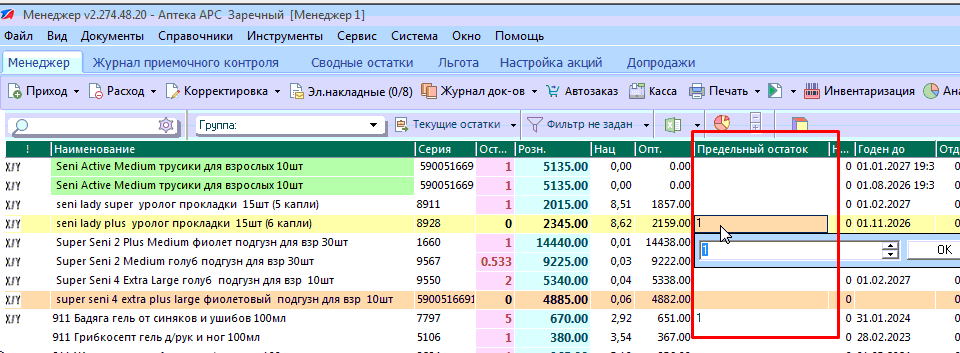 Менеджер v2.274.48.20 - Аптека АРС Заречный [Менеджер 1]
Файл Вид Документы Справочники Инструменты Сервис Система Окно Помощь
Менеджер Журнал приемочного контроля Сводные остатки Льгота Настройка акций Допродажи
Приход Расход Корректировка Эл.накладные (0/8) Журнал док-ов Автозаказ Касса Печать Инвентаризация Ана
Группа: Текущие остатки Фильтр не задан
! Наименование Серия Ост... Розн. Нац Опт. Предельный остаток Н... Годен до Отд
Ж/У Seni Active Medium трусики для взрослых 10шт 590051669 1 5135.00 0,00 0.00 0 01.01.2027 19:3 0
Ж/У Seni Active Medium трусики для взрослых 10шт 590051669 1 5135.00 0,00 0.00 0 01.08.2026 19:3 0
Ж/У seni lady super уролог прокладки 15шт (5 капли) 8911 1 2015.00 8,51 1857.00 0 01.02.2027 0
Ж/У seni lady plus уролог прокладки 15шт (6 капли) 8928 0 2345.00 8,62 2159.00 1 0 01.11.2026 0
Ж/У Super Seni 2 Plus Medium фиолет подгузн для взр 30шт 1660 1 14440.00 0,01 14438.00
Ж/У Super Seni 2 Medium голуб подгузн для взр 30шт 9567 0.533 9225.00 0,03 9222.00
1 OK
Ж/У Super Seni 4 Extra Large голуб подгузн для взр 10шт 9550 2 5340.00 0,04 5338.00 0 01.02.2027 0
Ж/У super seni 4 extra plus large фиолетовый подгузн для взр 10шт 5900516691 0 4885.00 0,06 4882.00 0
Ж/У 911 Бадяга гель от синяков и ушибов 100мл 7797 5 670.00 2,92 651.00 1 0 31.01.2024 0
911 Грибкосепт гель д/рук и ног 100мл 5106 1 380.00 3,54 367.00 0 28.02.2023 0